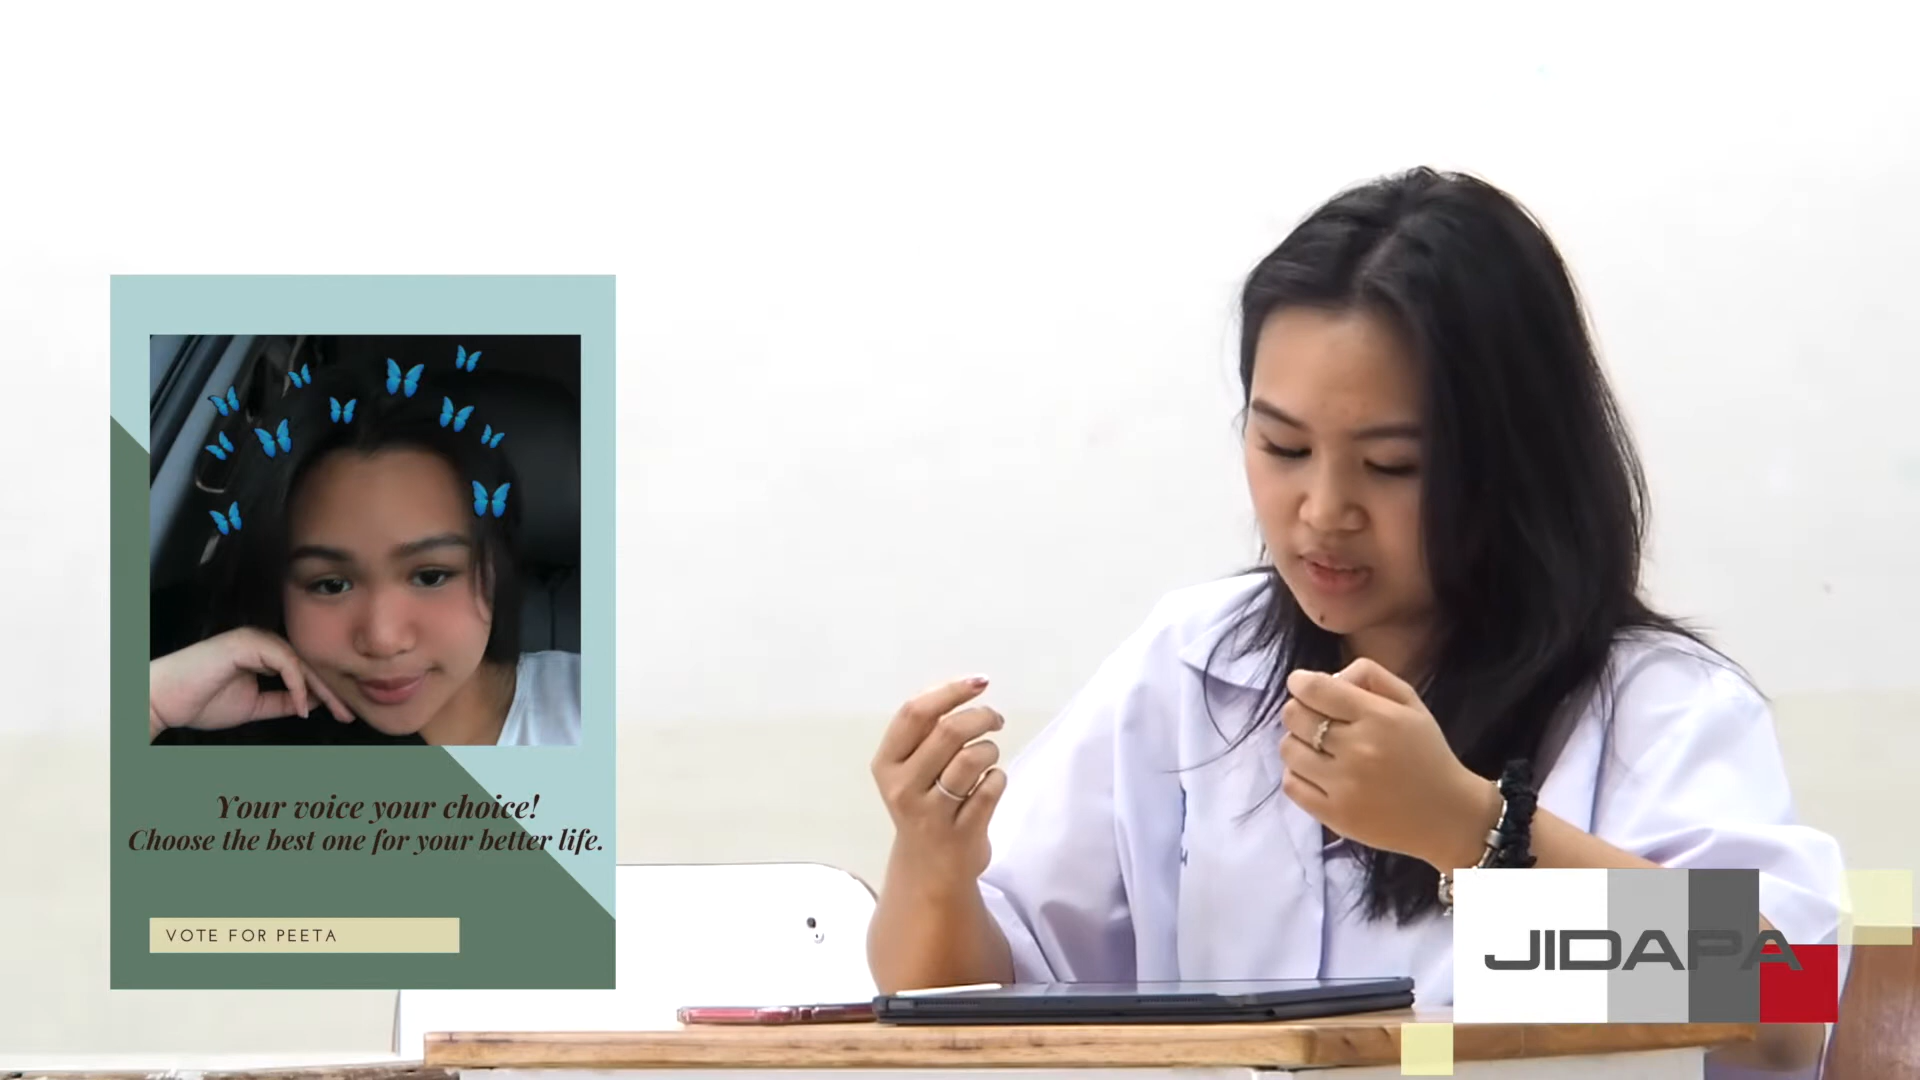 Your voice your choice!
Choose the best one for your better life.
VOTE FOR PEETA
JIDAPA